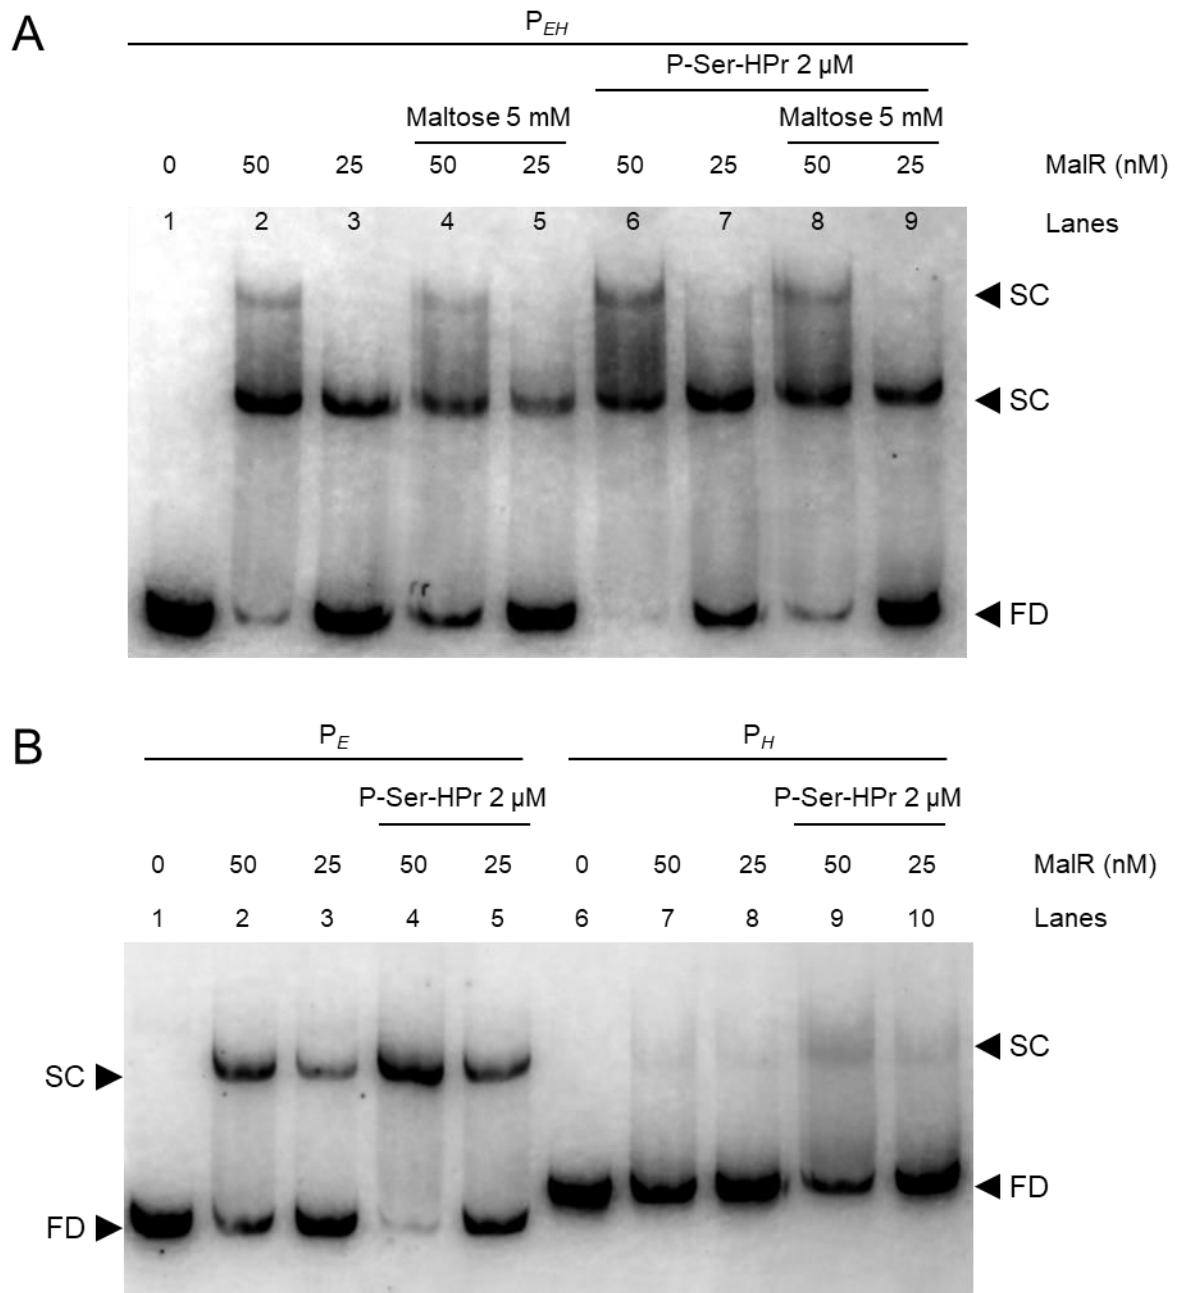 A
P_EH
P-Ser-HPr 2 µM
Maltose 5 mM Maltose 5 mM
0 50 25 50 25 50 25 50 25 MalR (nM)
1 2 3 4 5 6 7 8 9 Lanes
SC
SC
FD
B
P_E P_H
P-Ser-HPr 2 µM P-Ser-HPr 2 µM
0 50 25 50 25 0 50 25 50 25 MalR (nM)
1 2 3 4 5 6 7 8 9 10 Lanes
SC
SC
FD
FD